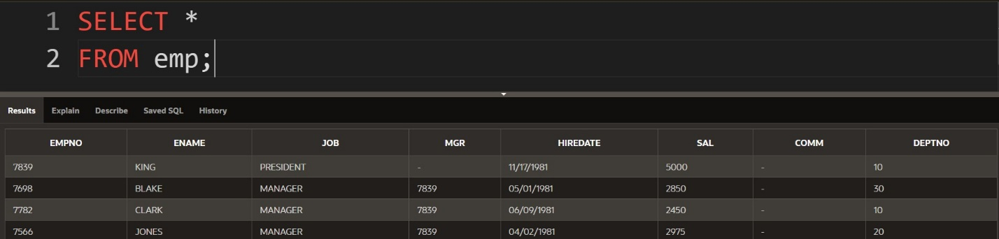 1 SELECT *
2 FROM emp;
Results Explain Describe Saved SQL History
EMPNO ENAME JOB MGR HIREDATE SAL COMM DEPTNO
7839 KING PRESIDENT - 11/17/1981 5000 - 10
7698 BLAKE MANAGER 7839 05/01/1981 2850 - 30
7782 CLARK MANAGER 7839 06/09/1981 2450 - 10
7566 JONES MANAGER 7839 04/02/1981 2975 - 20